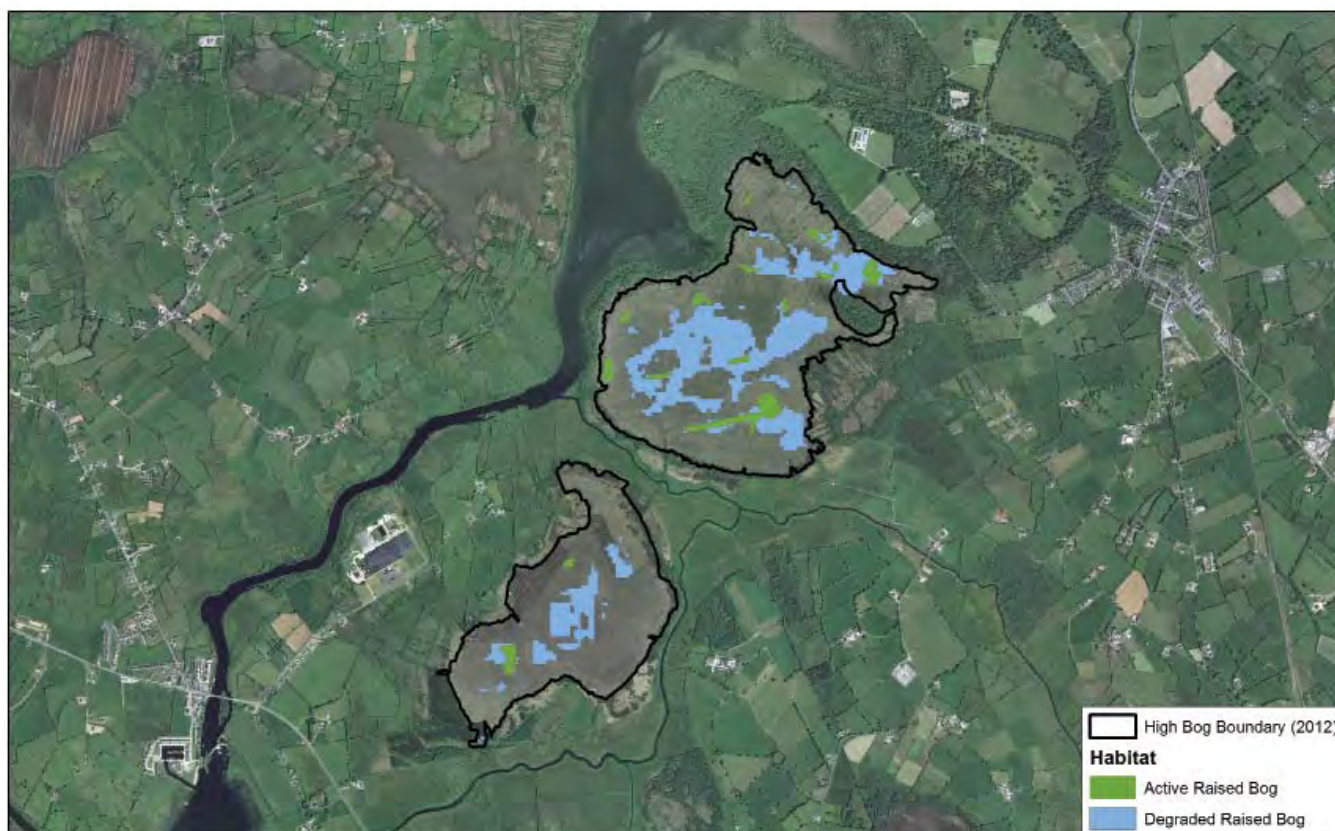 High Bog Boundary (2012)
Habitat
Active Raised Bog
Degraded Raised Bog